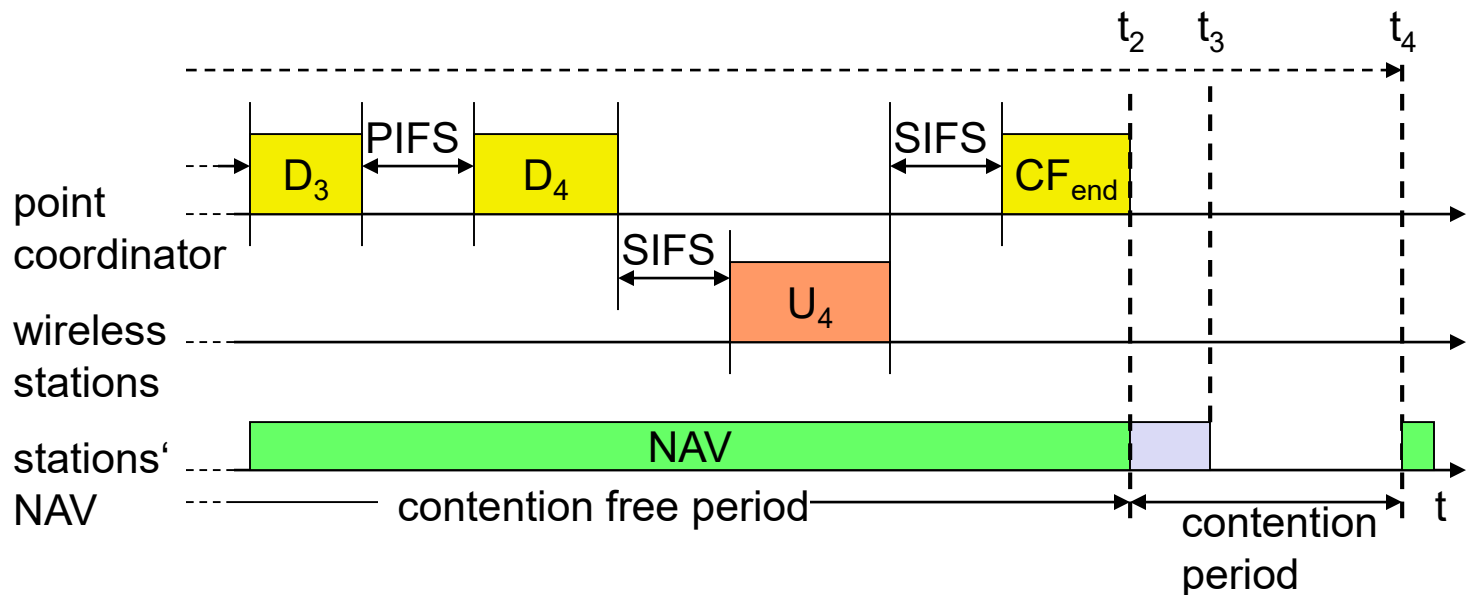 t2 t3 t4
PIFS SIFS
D3 D4 CFend
point
coordinator
SIFS
U4
wireless
stations
NAV
stations‘
NAV
contention free period t
contention
period